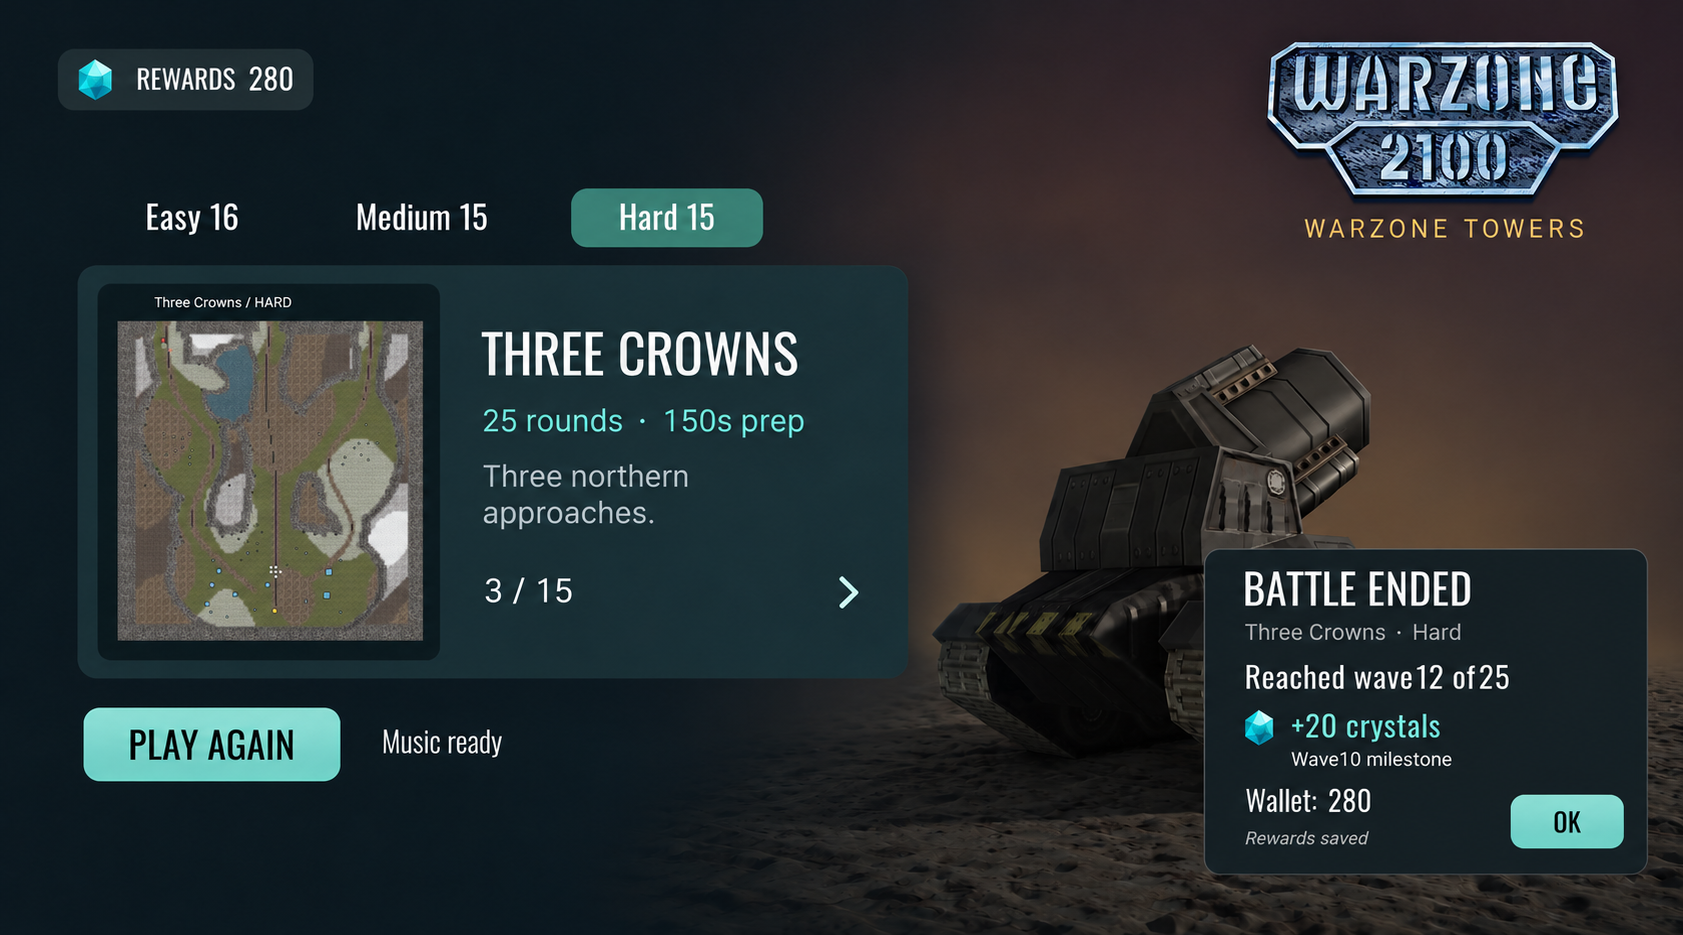 REWARDS 280
WARZONE
2100
WARZONE TOWERS
Easy 16
Medium 15
Hard 15
Three Crowns / HARD
THREE CROWNS
25 rounds · 150s prep
Three northern
approaches.
3 / 15
PLAY AGAIN
Music ready
BATTLE ENDED
Three Crowns · Hard
Reached wave 12 of 25
+20 crystals
Wave10 milestone
Wallet: 280
Rewards saved
OK